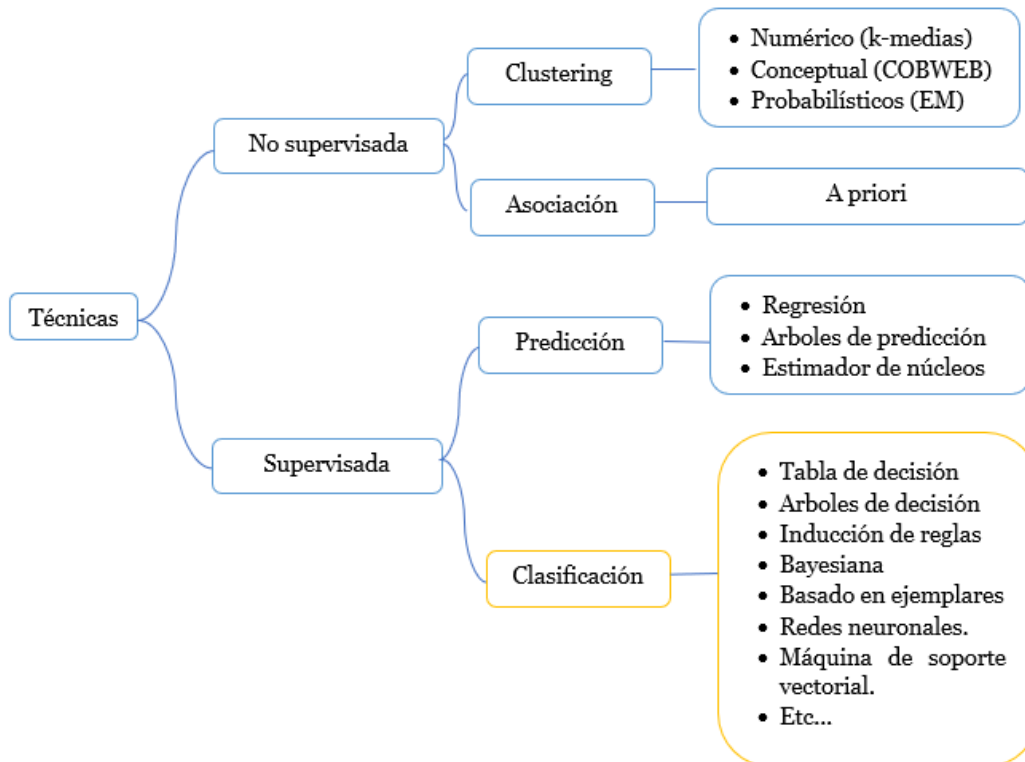 Técnicas
No supervisada
Clustering
• Numérico (k-medias)
• Conceptual (COBWEB)
• Probabilísticos (EM)
Asociación
A priori
Supervisada
Predicción
• Regresión
• Arboles de predicción
• Estimador de núcleos
Clasificación
• Tabla de decisión
• Arboles de decisión
• Inducción de reglas
• Bayesiana
• Basado en ejemplares
• Redes neuronales.
• Máquina de soporte
vectorial.
• Etc...